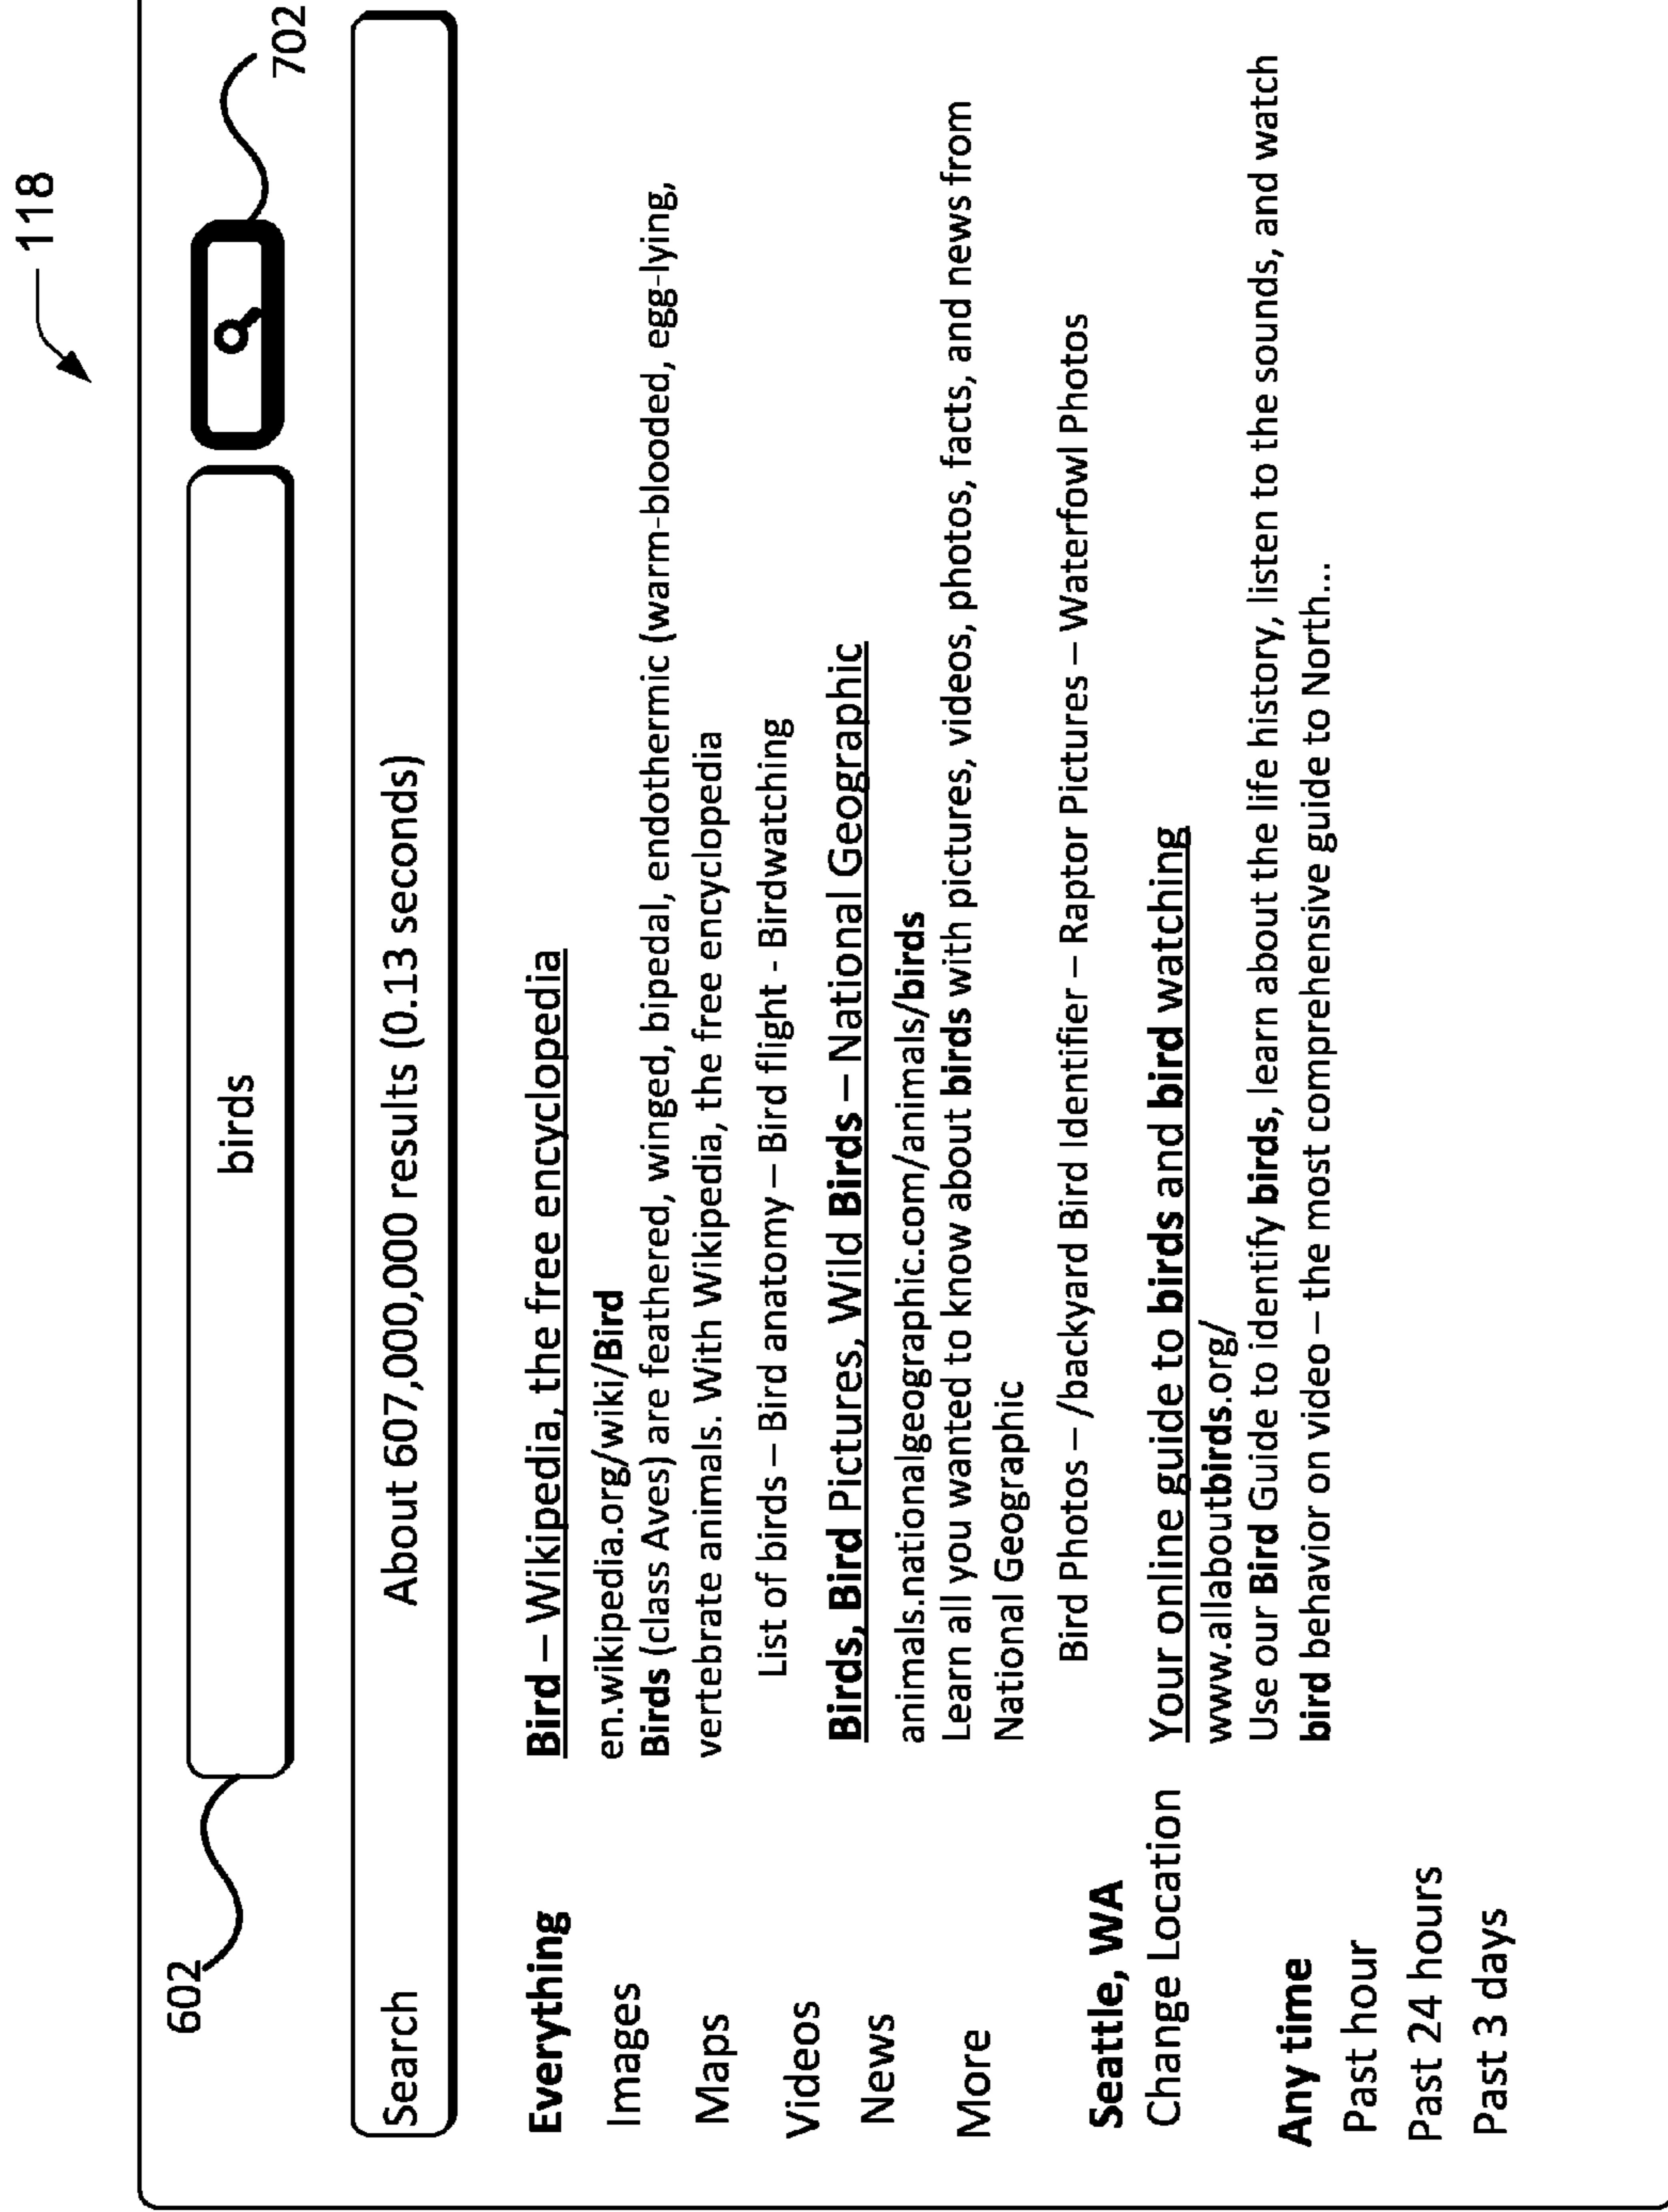 118
602
birds
702
Search
About 607,000,000 results (0.13 seconds)
Everything
Images
Maps
Videos
News
More
Seattle, WA
Change Location
Any time
Past hour
Past 24 hours
Past 3 days
Bird – Wikipedia, the free encyclopedia
en.wikipedia.org/wiki/Bird
Birds (class Aves) are feathered, winged, bipedal, endothermic (warm-blooded, egg-lying,
vertebrate animals. With Wikipedia, the free encyclopedia
List of birds – Bird anatomy – Bird flight - Birdwatching
Birds, Bird Pictures, Wild Birds – National Geographic
animals.nationalgeographic.com/animals/birds
Learn all you wanted to know about birds with pictures, videos, photos, facts, and news from
National Geographic
Bird Photos – /backyard Bird Identifier – Raptor Pictures – Waterfowl Photos
Your online guide to birds and bird watching
www.allaboutbirds.org/
Use our Bird Guide to identify birds, learn about the life history, listen to the sounds, and watch
bird behavior on video – the most comprehensive guide to North...